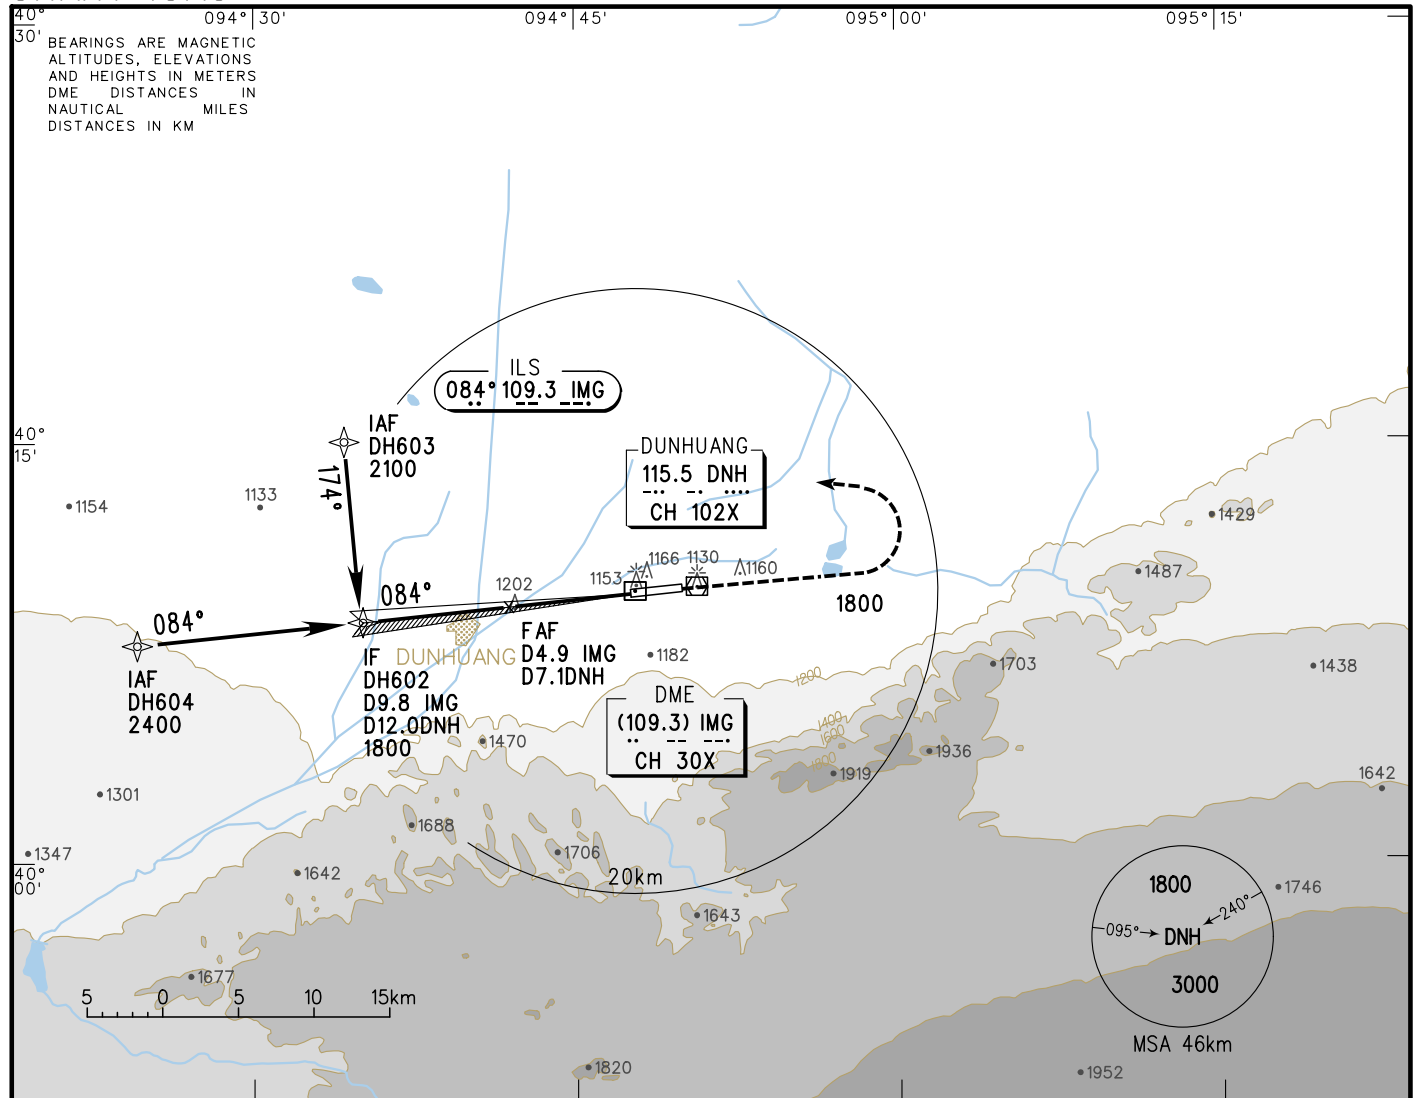 094°30'
094°45'
095°00'
095°15'
40°
30'
BEARINGS ARE MAGNETIC
ALTITUDES, ELEVATIONS
AND HEIGHTS IN METERS
DME DISTANCES IN
NAUTICAL MILES
DISTANCES IN KM
ILS
084° 109.3 IMG
IAF
DH603
2100
174°
40°
15'
DUNHUANG
115.5 DNH
CH 102X
1154
1133
1429
1487
1166
1130
1160
1153
1202
084°
084°
1800
FAF
D4.9 IMG
D7.1DNH
IF
DH602
D9.8 IMG
D12.0DNH
1800
DUNHUANG
IAF
DH604
2400
1182
1200
1703
1438
DME
(109.3) IMG
CH 30X
1400
1600
1800
1470
1936
1919
1642
1301
1688
1347
40°
00'
1642
1706
20km
1643
1746
1800
095°
240°
DNH
3000
MSA 46km
1677
5
0
5
10
15km
1820
1952